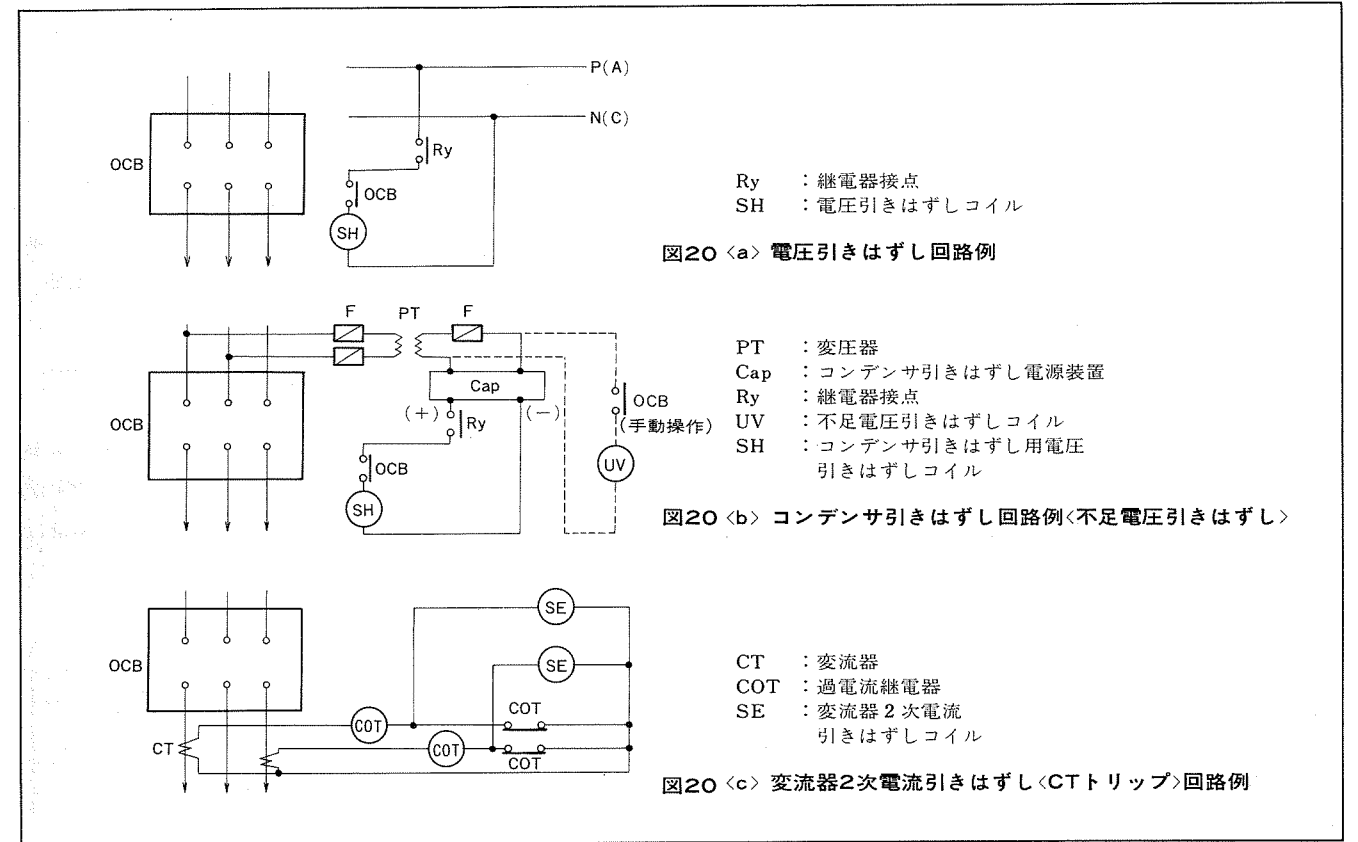 P(A)
N(C)
OCB
Ry
OCB
SH
Ry :継電器接点
SH :電圧引きはずしコイル
図20〈a〉電圧引きはずし回路例
F PT F
OCB
Cap
(+) (−)
Ry
OCB
SH
OCB
(手動操作)
UV
PT :変圧器
Cap :コンデンサ引きはずし電源装置
Ry :継電器接点
UV :不足電圧引きはずしコイル
SH :コンデンサ引きはずし用電圧
引きはずしコイル
図20〈b〉コンデンサ引きはずし回路例〈不足電圧引きはずし〉
SE
SE
OCB
COT
COT
CT
COT
COT
CT :変流器
COT :過電流継電器
SE :変流器2次電流
引きはずしコイル
図20〈c〉変流器2次電流引きはずし〈CTトリップ〉回路例